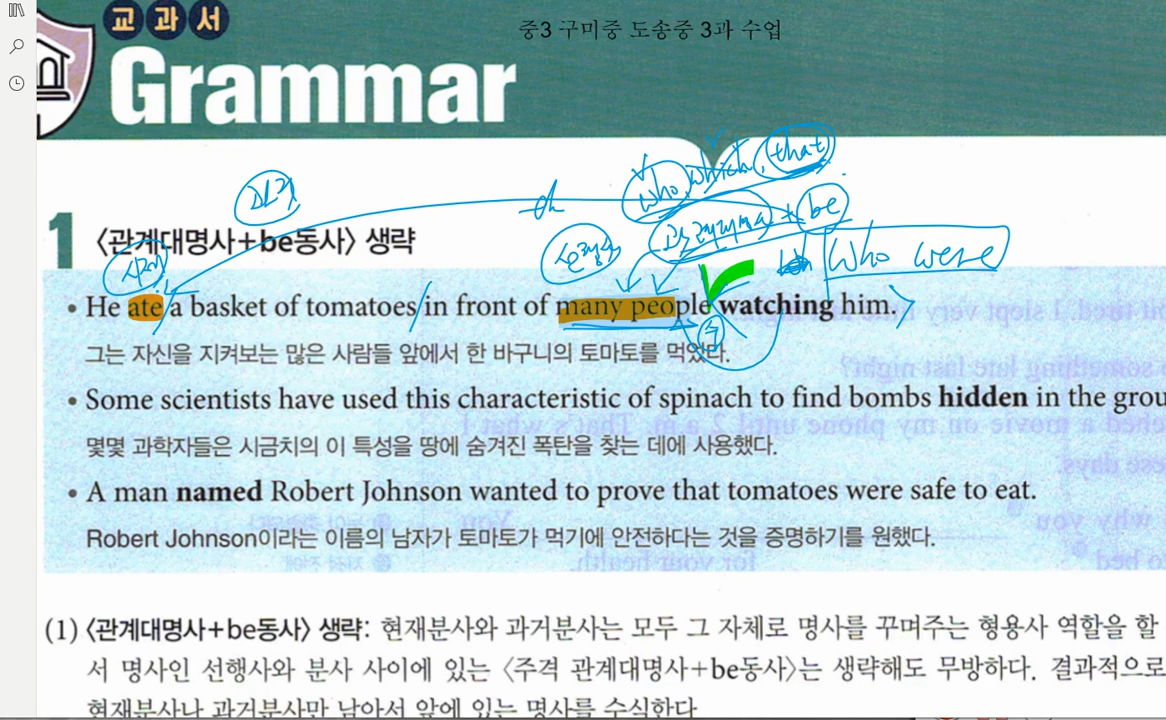 교과서
중3 구미중 도송중 3과 수업
Grammar
who, which, that
과거
관계대명사 + be
1 〈관계대명사+be동사〉 생략
시제
선행사
who were
• He ate a basket of tomatoes/in front of many people watching him.
그는 자신을 지켜보는 많은 사람들 앞에서 한 바구니의 토마토를 먹었다.
• Some scientists have used this characteristic of spinach to find bombs hidden in the grou
몇몇 과학자들은 시금치의 이 특성을 땅에 숨겨진 폭탄을 찾는 데에 사용했다.
• A man named Robert Johnson wanted to prove that tomatoes were safe to eat.
Robert Johnson이라는 이름의 남자가 토마토가 먹기에 안전하다는 것을 증명하기를 원했다.
(1) 〈관계대명사+be동사〉 생략: 현재분사와 과거분사는 모두 그 자체로 명사를 꾸며주는 형용사 역할을 할
서 명사인 선행사와 분사 사이에 있는 〈주격 관계대명사+be동사〉는 생략해도 무방하다. 결과적으로
현재분사나 과거분사만 남아서 앞에 있는 명사를 수식한다